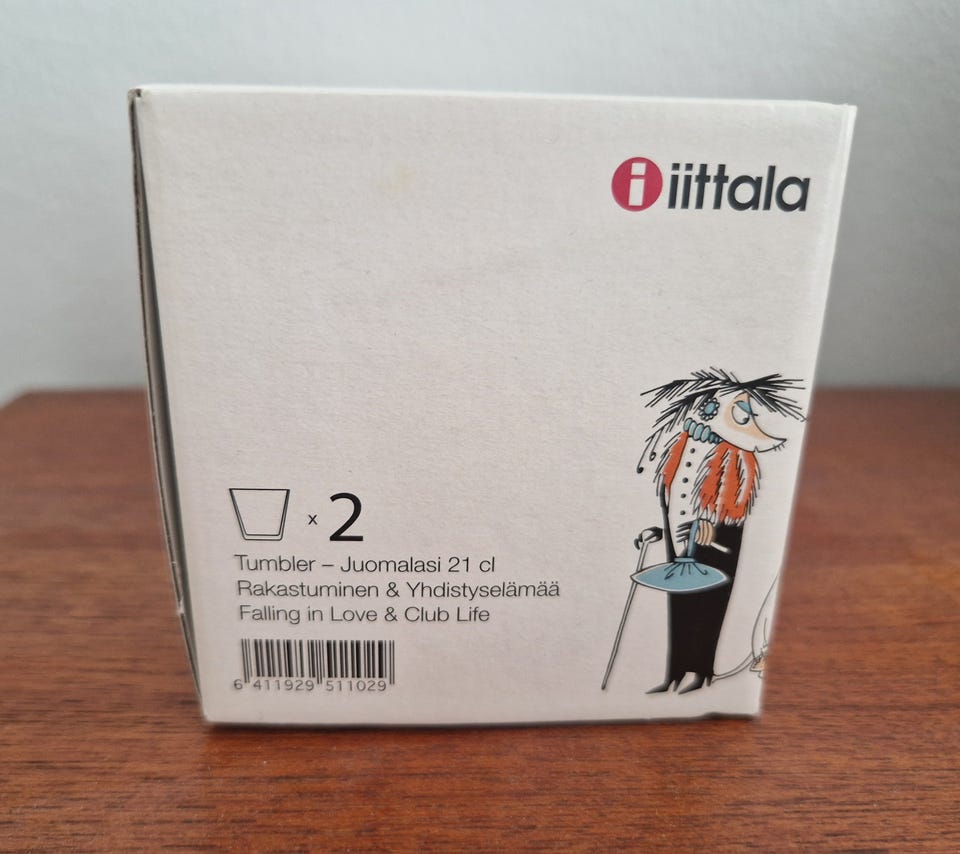 i iittala
x 2
Tumbler – Juomalasi 21 cl
Rakastuminen & Yhdistyselämää
Falling in Love & Club Life
6 411929 511029